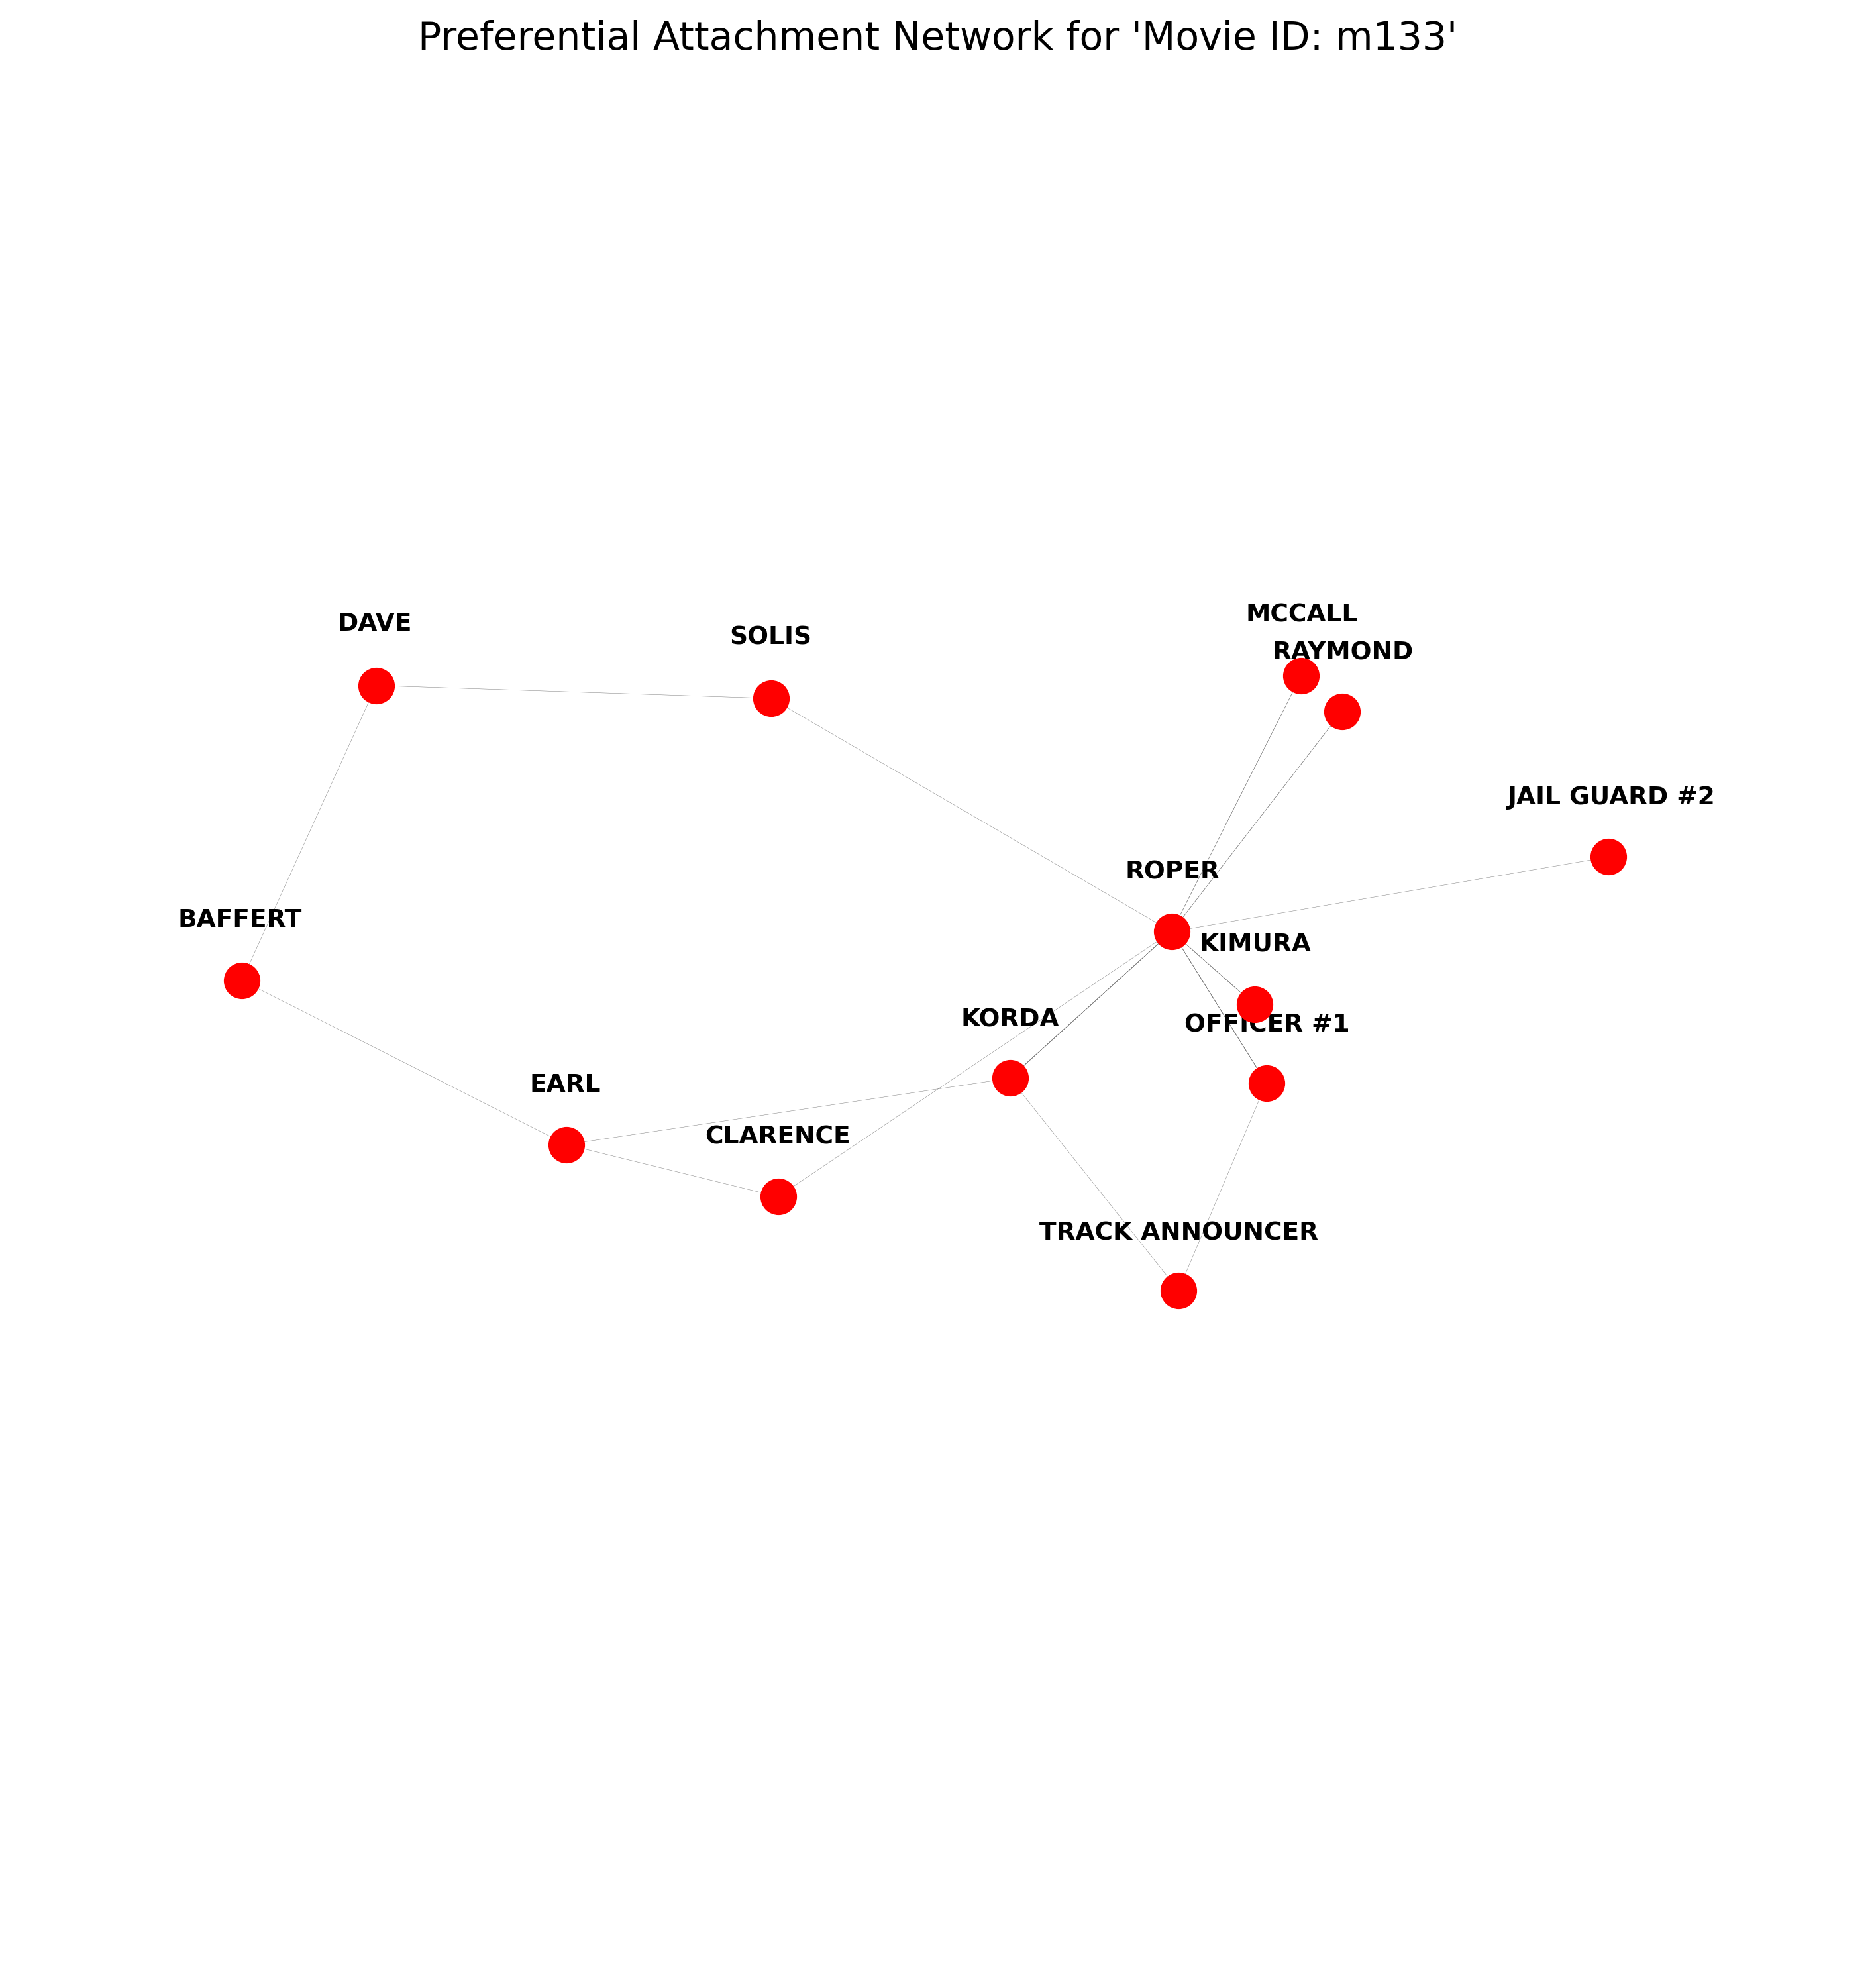 Preferential Attachment Network for 'Movie ID: m133'
MCCALL
DAVE
SOLIS
RAYMOND
JAIL GUARD #2
ROPER
BAFFERT
KIMURA
KORDA
OFFICER #1
EARL
CLARENCE
TRACK ANNOUNCER